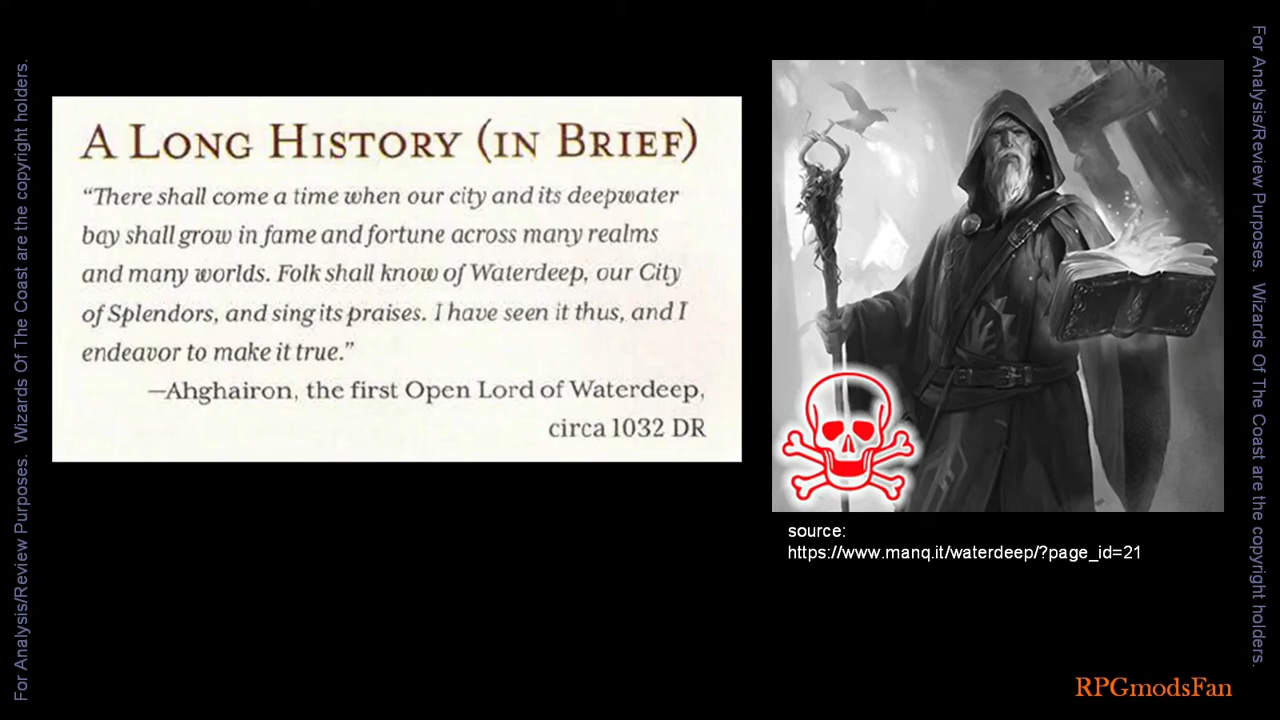 For Analysis/Review Purposes.  Wizards Of The Coast are the copyright holders.
A Long History (in Brief)
“There shall come a time when our city and its deepwater
bay shall grow in fame and fortune across many realms
and many worlds. Folk shall know of Waterdeep, our City
of Splendors, and sing its praises. I have seen it thus, and I
endeavor to make it true.”
—Ahghairon, the first Open Lord of Waterdeep,
circa 1032 DR
source:
https://www.manq.it/waterdeep/?page_id=21
For Analysis/Review Purposes.  Wizards Of The Coast are the copyright holders.
RPGmodsFan